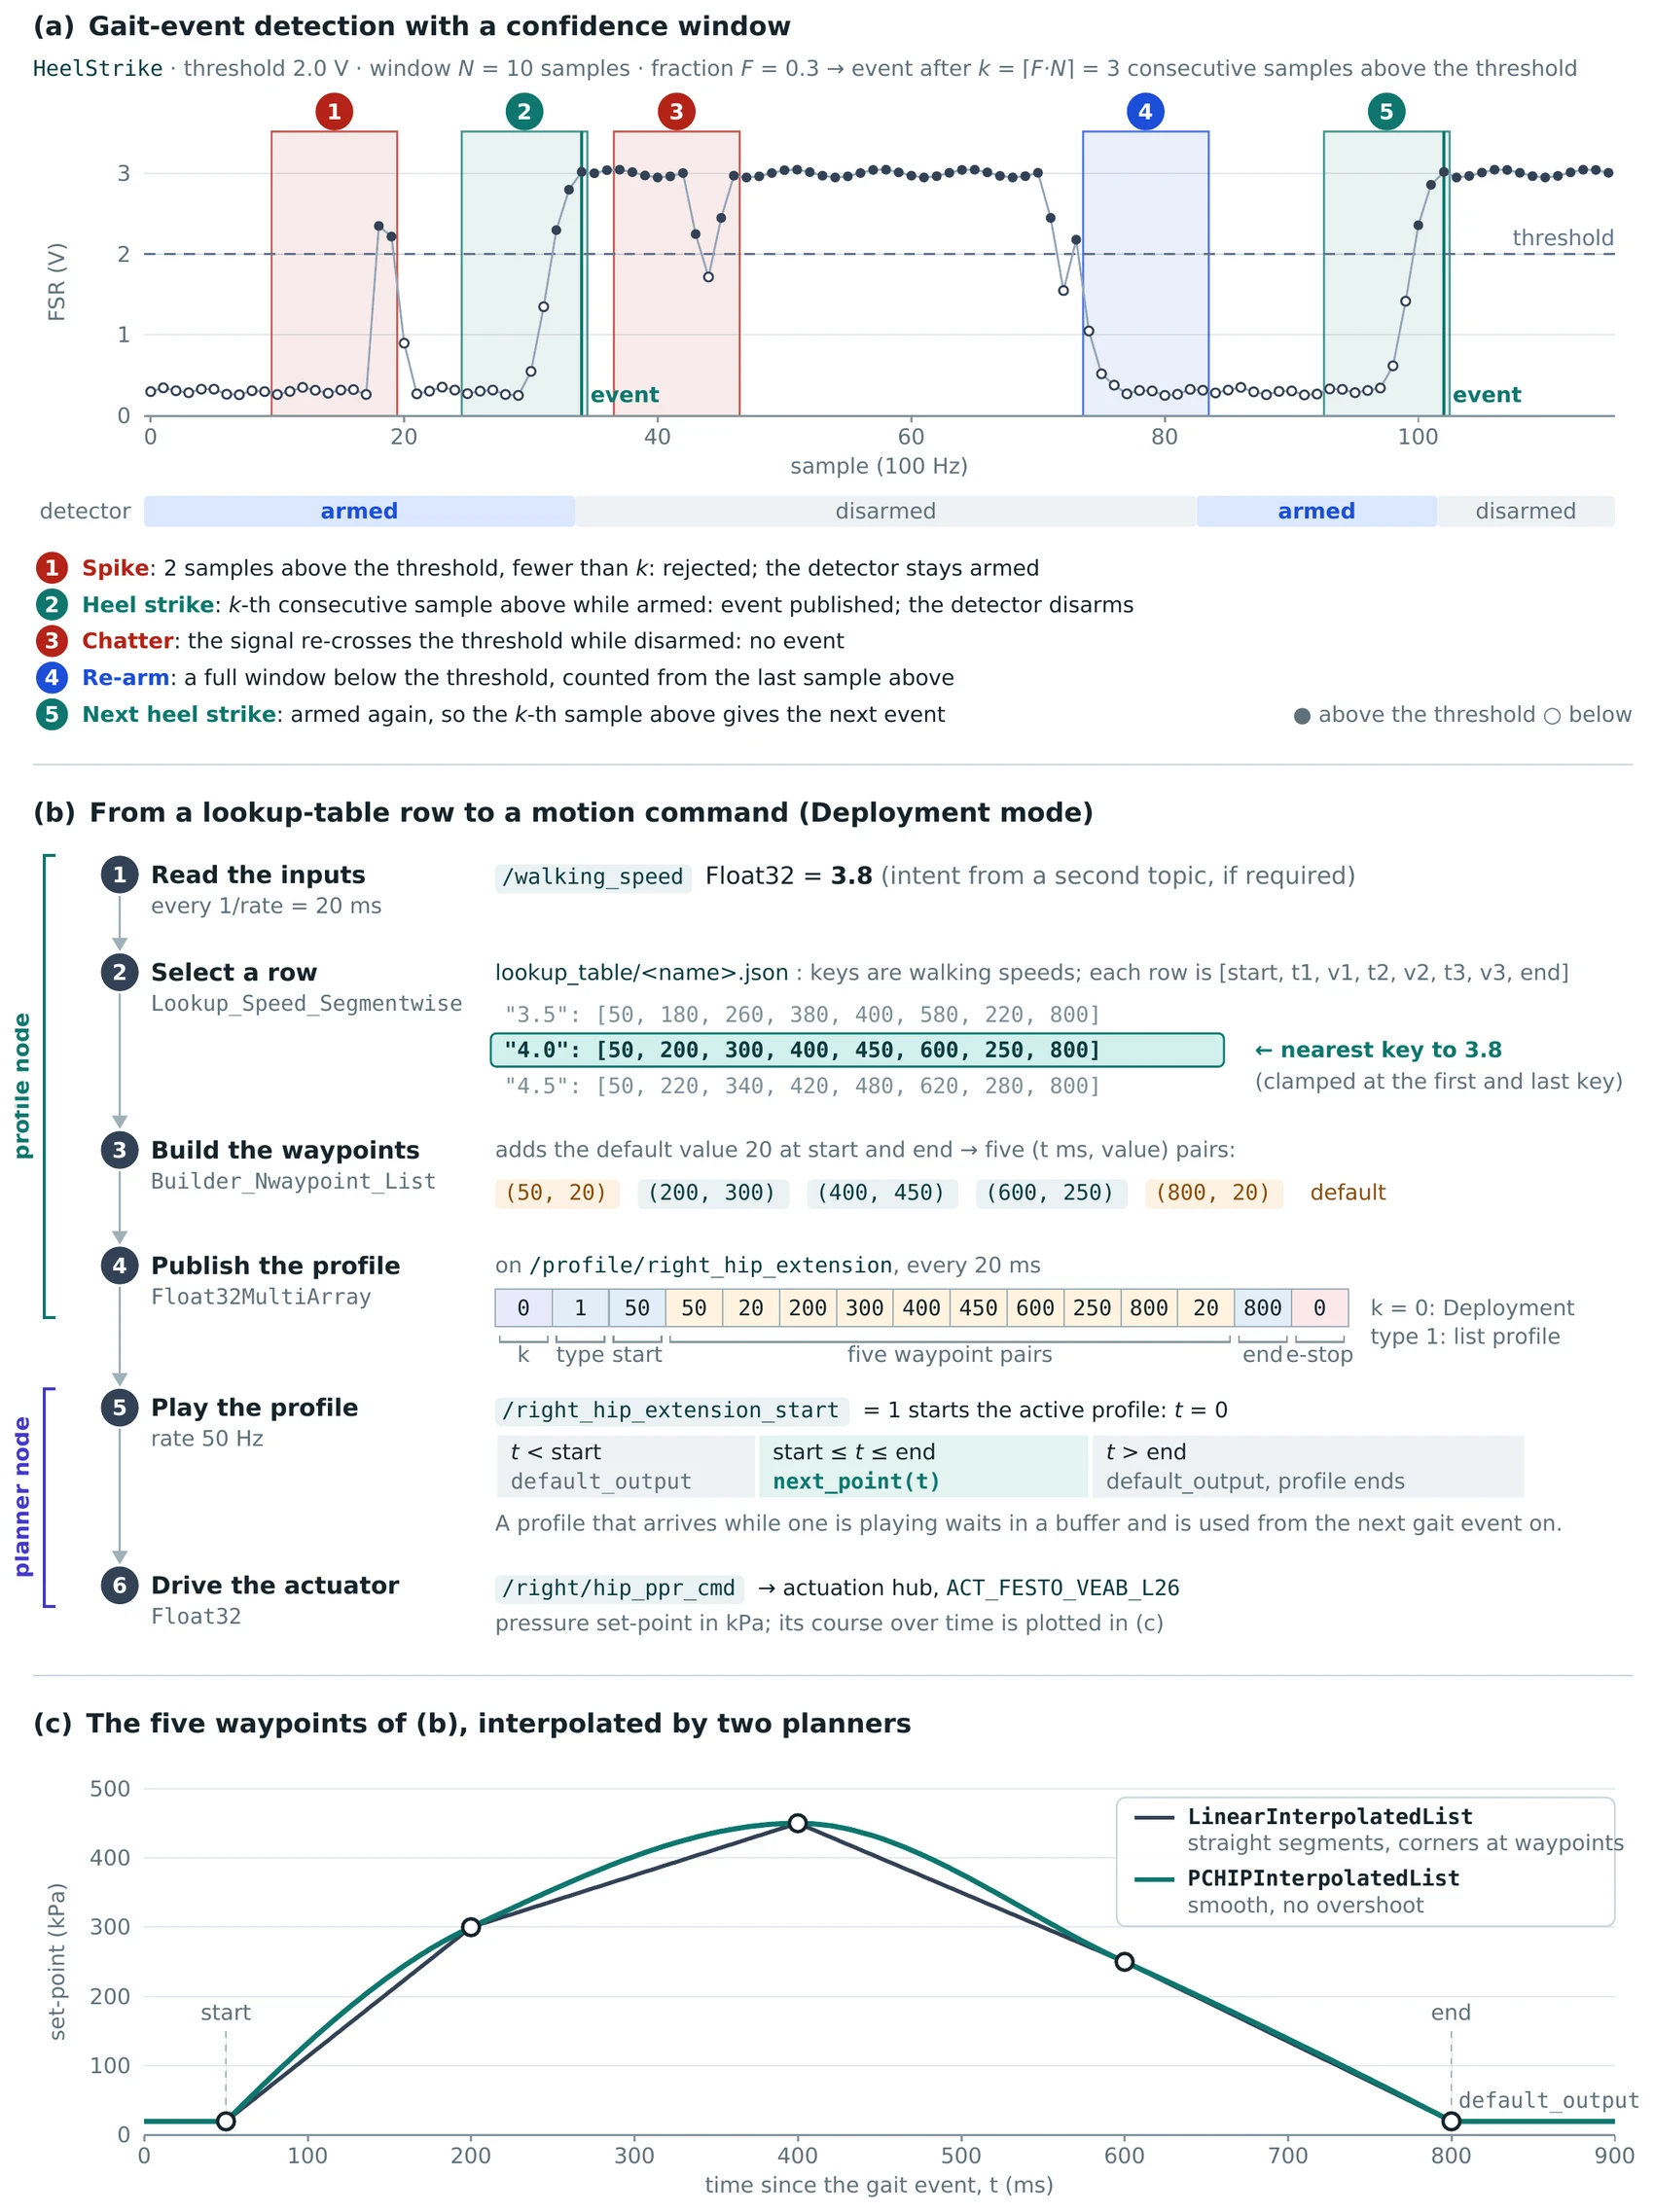 (a) Gait-event detection with a confidence window
HeelStrike · threshold 2.0 V · window N = 10 samples · fraction F = 0.3 → event after k = ⌈F·N⌉ = 3 consecutive samples above the threshold
1 2 3 4 5
3
2
1
0
FSR (V)
threshold
event
event
0 20 40 60 80 100
sample (100 Hz)
detector armed disarmed armed disarmed
1 Spike: 2 samples above the threshold, fewer than k: rejected; the detector stays armed
2 Heel strike: k-th consecutive sample above while armed: event published; the detector disarms
3 Chatter: the signal re-crosses the threshold while disarmed: no event
4 Re-arm: a full window below the threshold, counted from the last sample above
5 Next heel strike: armed again, so the k-th sample above gives the next event
● above the threshold ○ below
(b) From a lookup-table row to a motion command (Deployment mode)
profile node
1 Read the inputs
every 1/rate = 20 ms
/walking_speed Float32 = 3.8 (intent from a second topic, if required)
2 Select a row
Lookup_Speed_Segmentwise
lookup_table/<name>.json : keys are walking speeds; each row is [start, t1, v1, t2, v2, t3, v3, end]
"3.5": [50, 180, 260, 380, 400, 580, 220, 800]
"4.0": [50, 200, 300, 400, 450, 600, 250, 800]
"4.5": [50, 220, 340, 420, 480, 620, 280, 800]
← nearest key to 3.8
(clamped at the first and last key)
3 Build the waypoints
Builder_Nwaypoint_List
adds the default value 20 at start and end → five (t ms, value) pairs:
(50, 20) (200, 300) (400, 450) (600, 250) (800, 20) default
4 Publish the profile
Float32MultiArray
on /profile/right_hip_extension, every 20 ms
0 1 50 50 20 200 300 400 450 600 250 800 20 800 0
k type start five waypoint pairs end e-stop
k = 0: Deployment
type 1: list profile
planner node
5 Play the profile
rate 50 Hz
/right_hip_extension_start = 1 starts the active profile: t = 0
t < start
default_output
start ≤ t ≤ end
next_point(t)
t > end
default_output, profile ends
A profile that arrives while one is playing waits in a buffer and is used from the next gait event on.
6 Drive the actuator
Float32
/right/hip_ppr_cmd → actuation hub, ACT_FESTO_VEAB_L26
pressure set-point in kPa; its course over time is plotted in (c)
(c) The five waypoints of (b), interpolated by two planners
500
400
300
200
100
0
set-point (kPa)
LinearInterpolatedList
straight segments, corners at waypoints
PCHIPInterpolatedList
smooth, no overshoot
start
end
default_output
0 100 200 300 400 500 600 700 800 900
time since the gait event, t (ms)